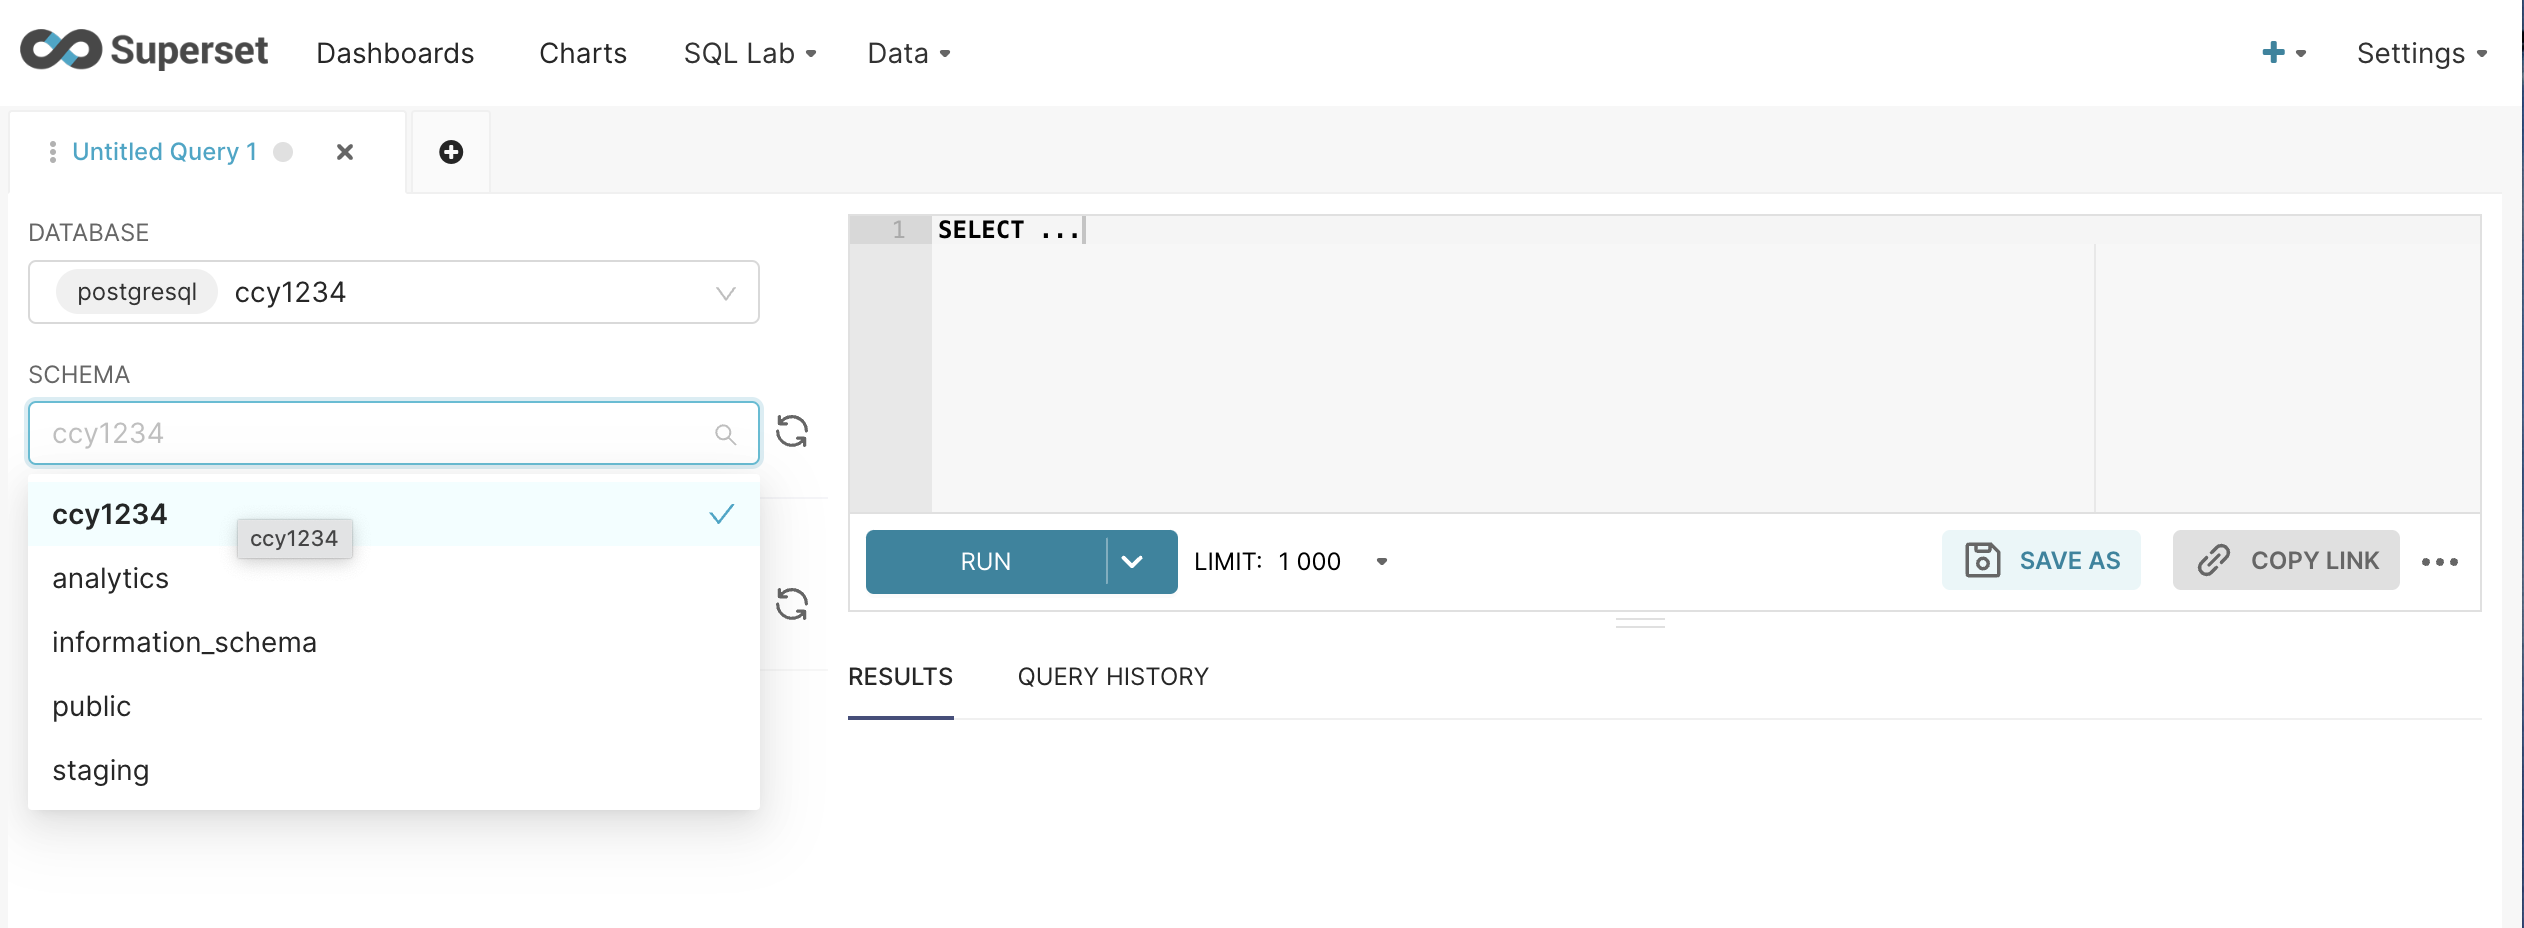 Superset Dashboards Charts SQL Lab Data + Settings
Untitled Query 1
DATABASE
postgresql ccy1234
SCHEMA
ccy1234
ccy1234
ccy1234
analytics
information_schema
public
staging
1 SELECT ...
RUN LIMIT: 1 000 SAVE AS COPY LINK ...
RESULTS QUERY HISTORY